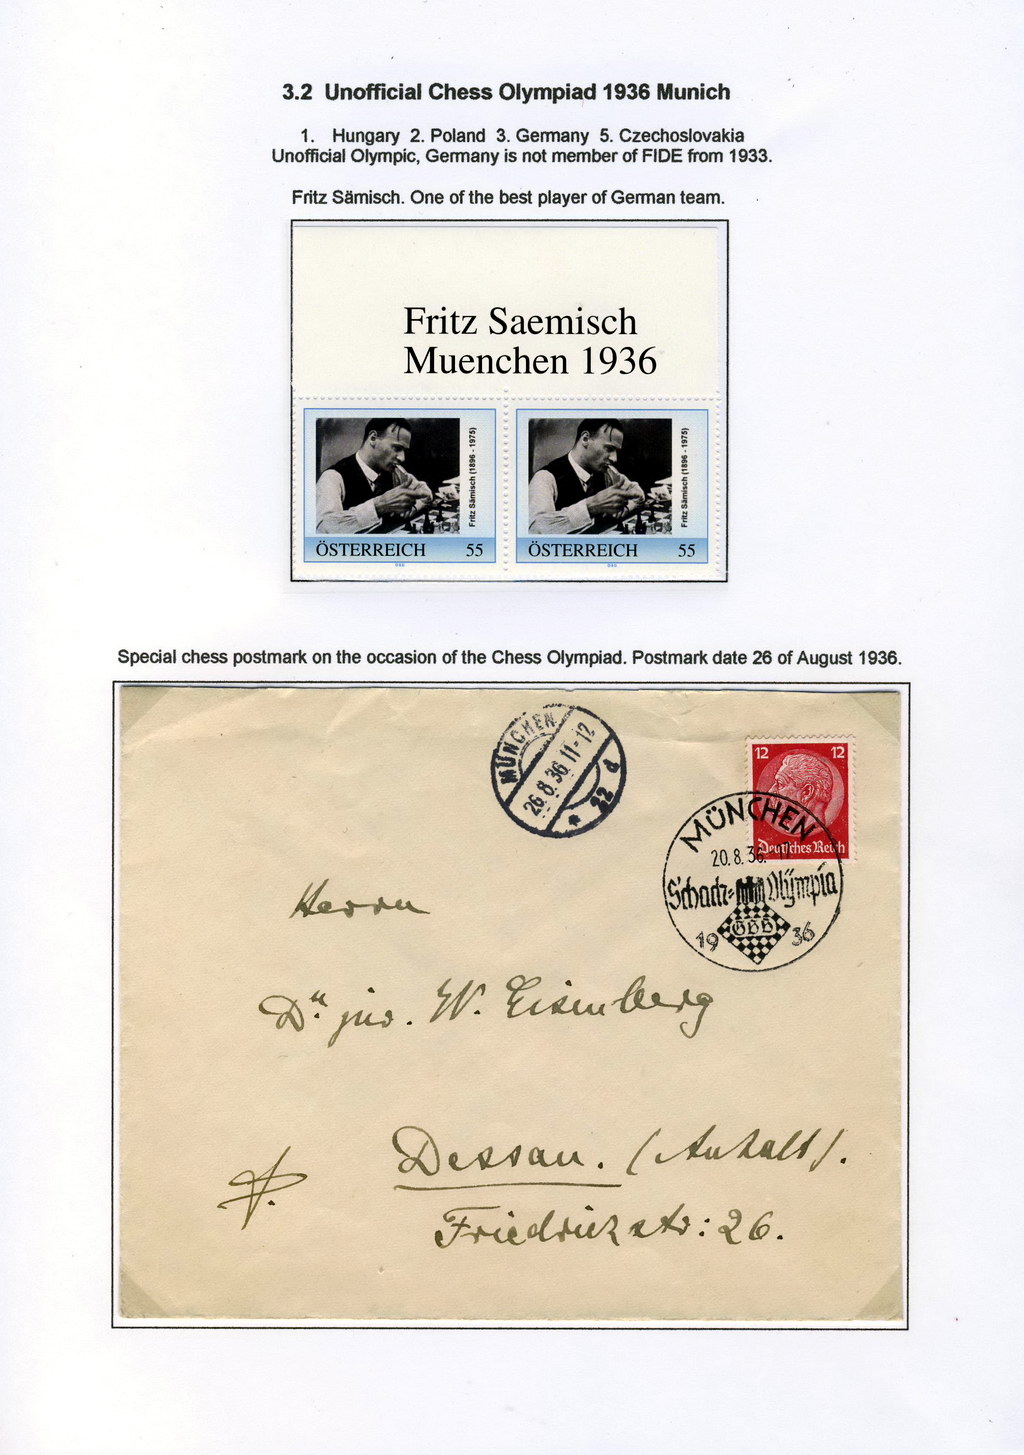 3.2 Unofficial Chess Olympiad 1936 Munich
1. Hungary 2. Poland 3. Germany 5. Czechoslovakia
Unofficial Olympic, Germany is not member of FIDE from 1933.
Fritz Sämisch. One of the best player of German team.
Fritz Saemisch
Muenchen 1936
Fritz Sämisch (1896 - 1975)
ÖSTERREICH 55
Fritz Sämisch (1896 - 1975)
ÖSTERREICH 55
Special chess postmark on the occasion of the Chess Olympiad. Postmark date 26 of August 1936.
MÜNCHEN
26.8.36.11-12
* 22 d
12 12
Deutsches Reich
MÜNCHEN
20.8.36.-17
Schach-Olympia
GSB
1936
Herrn
Dr. jur. W. Eisenberg
Dessau. (Anhalt).
Friedrichstr: 26.